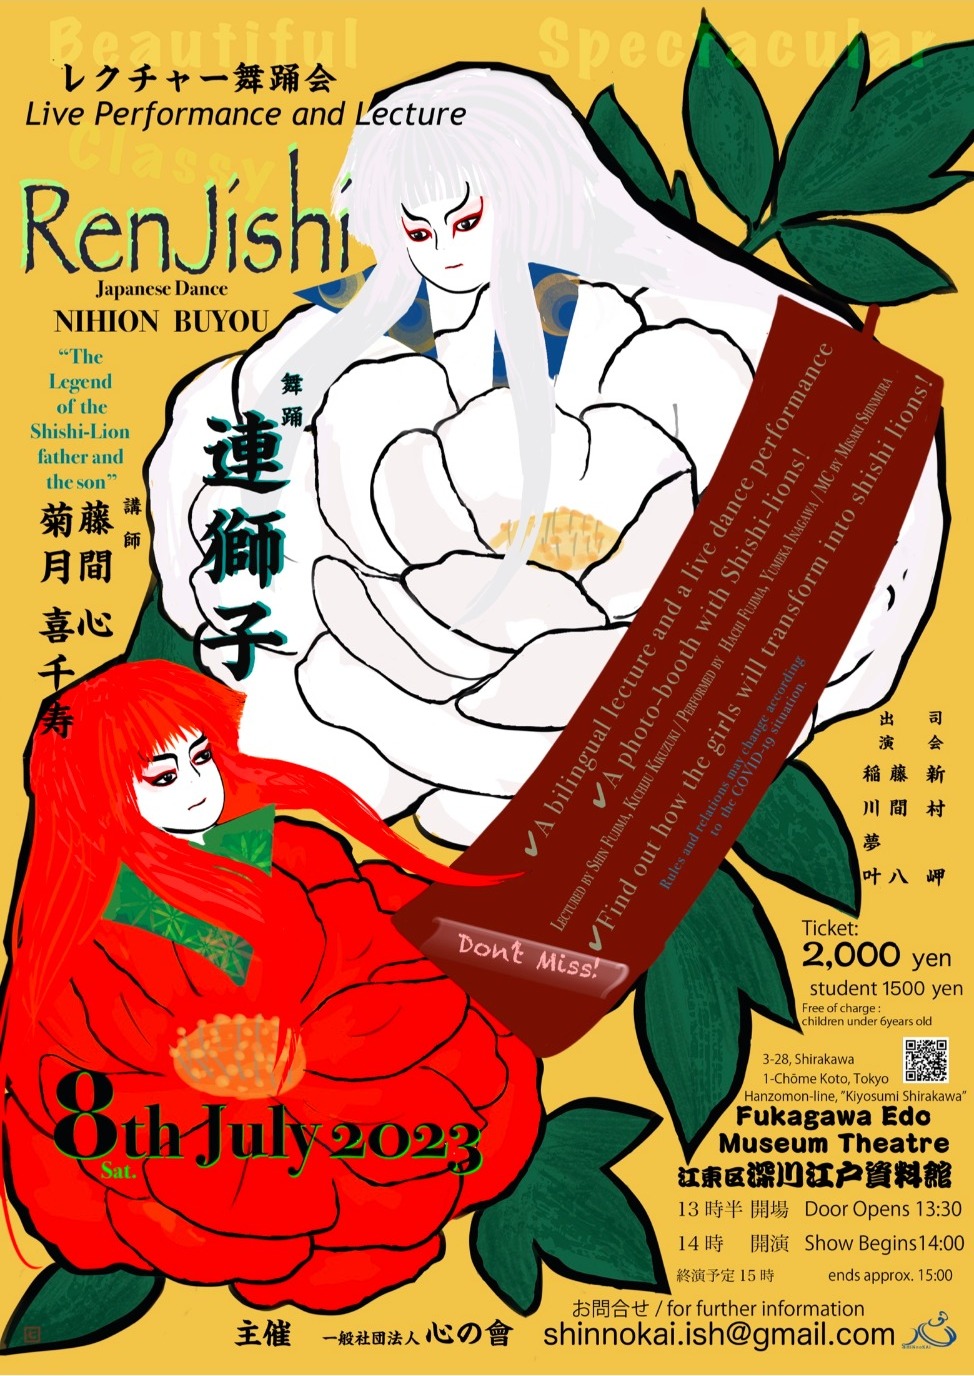 Beautiful
Spectacular
レクチャー舞踊会
Live Performance and Lecture
Classy
RenJishi
Japanese Dance
NIHION BUYOU
舞踊
連獅子
“The
Legend
of the
Shishi-Lion
father and
the son”
講師
藤間 心
菊月 喜千寿
✓A bilingual lecture and a live dance performance
✓A photo-booth with Shishi-lions!
Lectured by Shin Fujima, Kichiju Kikuzuki / Performed by Hachi Fujima, Yumeka Inagawa / MC by Misaki Shinmura
✓Find out how the girls will transform into shishi lions!
Rules and relations may change according
to the COVID-19 situation.
Don't Miss!
司会
新村 岬
出演
藤間 八
稲川 夢叶
Ticket:
2,000 yen
student 1500 yen
Free of charge :
children under 6years old
3-28, Shirakawa
1-Chōme Koto, Tokyo
Hanzomon-line, ”Kiyosumi Shirakawa”
Fukagawa Edo
Museum Theatre
江東区深川江戸資料館
13時半 開場 Door Opens 13:30
14時 開演 Show Begins14:00
終演予定 15時 ends approx. 15:00
8th July 2023
Sat.
お問合せ / for further information
主催 一般社団法人 心の會 shinnokai.ish@gmail.com